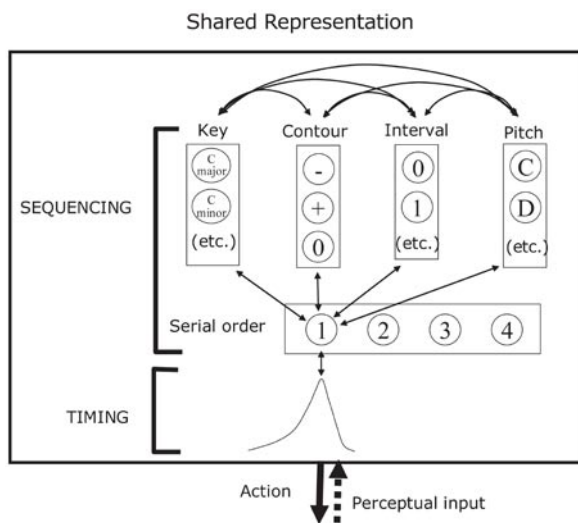 Shared Representation
Key Contour Interval Pitch
C major - 0 C
SEQUENCING
C minor + 1 D
(etc.) 0 (etc.) (etc.)
Serial order 1 2 3 4
TIMING
Action
Perceptual input